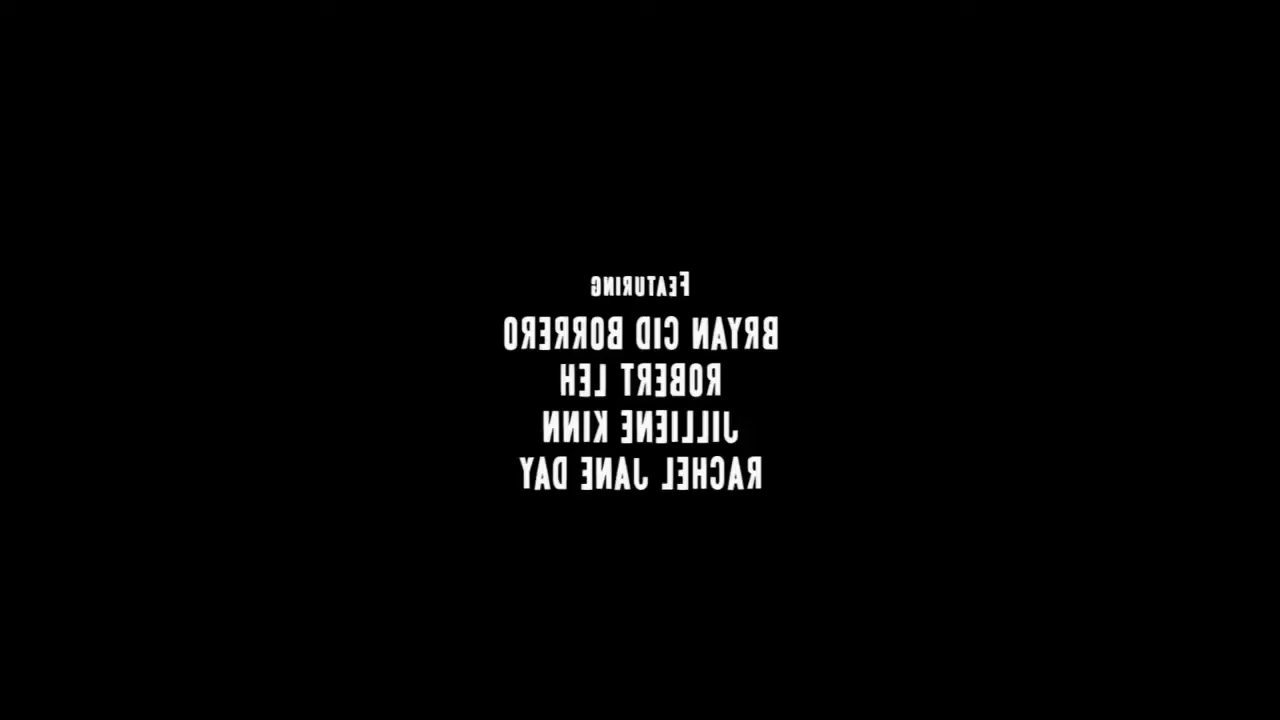 Featuring
BRYAN CID BORRERO
ROBERT LEH
JILLIENE KINN
RACHEL JANE DAY